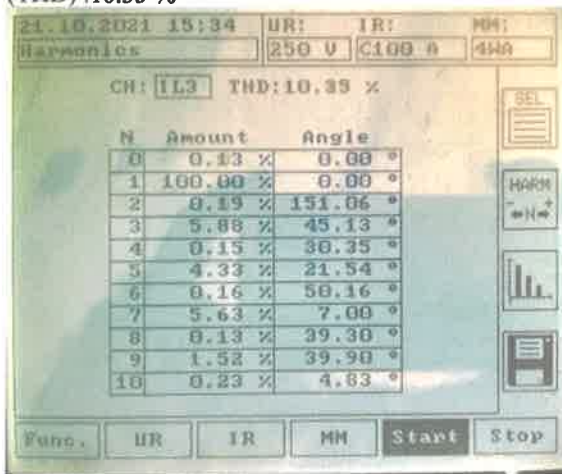 21.10.2021 15:34 UR: IR: MM:
Harmonics 250 V C100 A 4WA
CH: IL3 THD:10.39 %
SEL
N Amount Angle
0 0.13 % 0.00 °
1 100.00 % 0.00 °
2 0.19 % 151.06 °
3 5.88 % 45.13 °
4 0.15 % 30.35 °
5 4.33 % 21.54 °
6 0.16 % 50.16 °
7 5.63 % 7.00 °
8 0.13 % 39.30 °
9 1.52 % 39.90 °
10 0.23 % 4.83 °
HARM
- +
⇐N⇒
Func. UR IR MM Start Stop